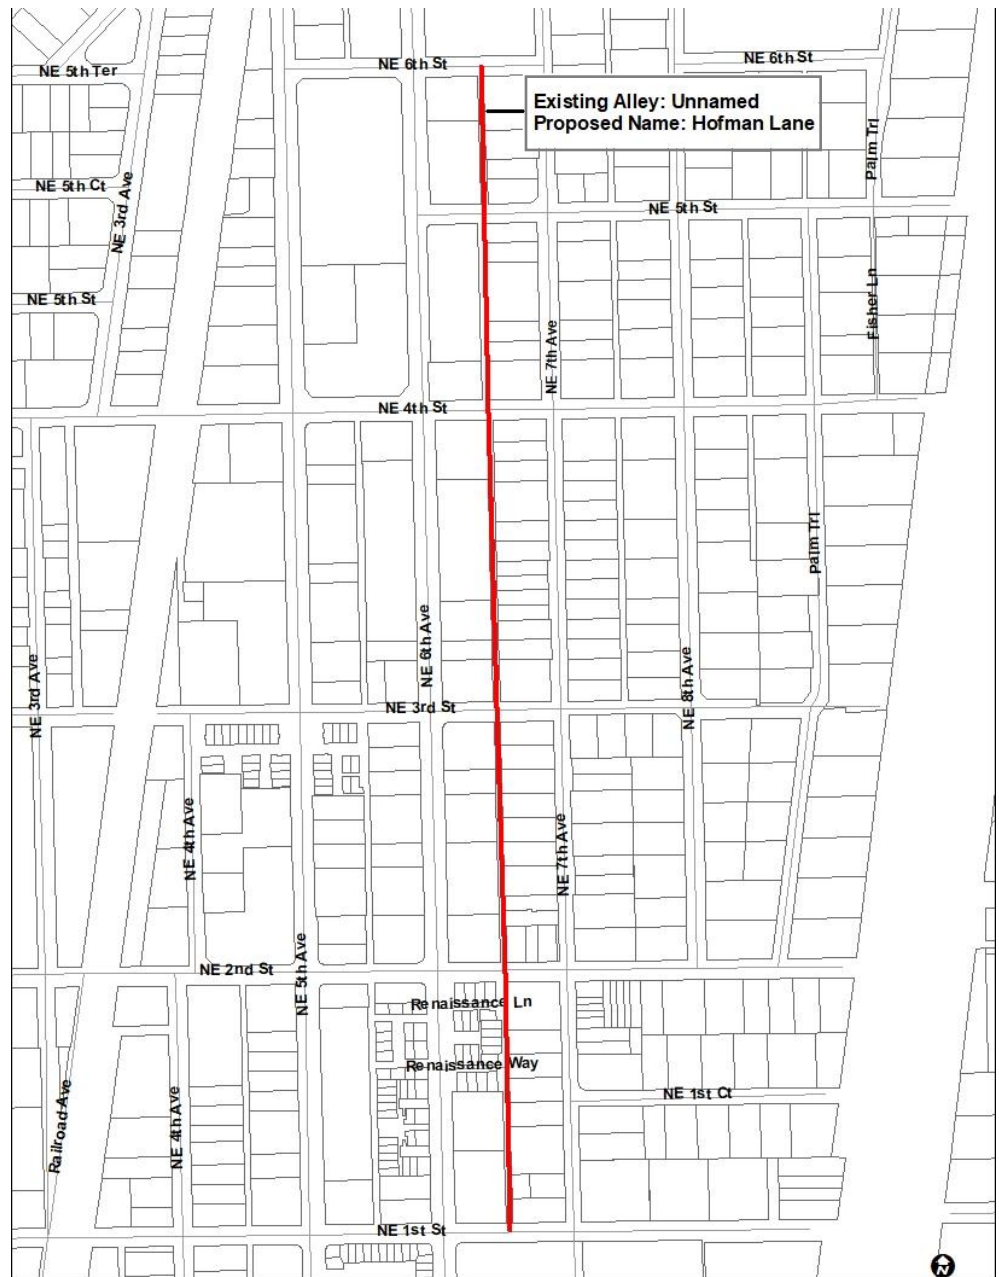 NE 6th St
NE 6th St
NE 5th Ter
Existing Alley: Unnamed
Proposed Name: Hofman Lane
Palm Trl
NE 5th Ct
NE 3rd Ave
NE 5th St
NE 5th St
Fisher Ln
NE 7th Ave
NE 4th St
Palm Trl
NE 6th Ave
NE 8th Ave
NE 3rd Ave
NE 3rd St
NE 4th Ave
NE 7th Ave
NE 2nd St
NE 5th Ave
Renaissance Ln
Renaissance Way
NE 1st Ct
Railroad Ave
NE 4th Ave
NE 1st St
N